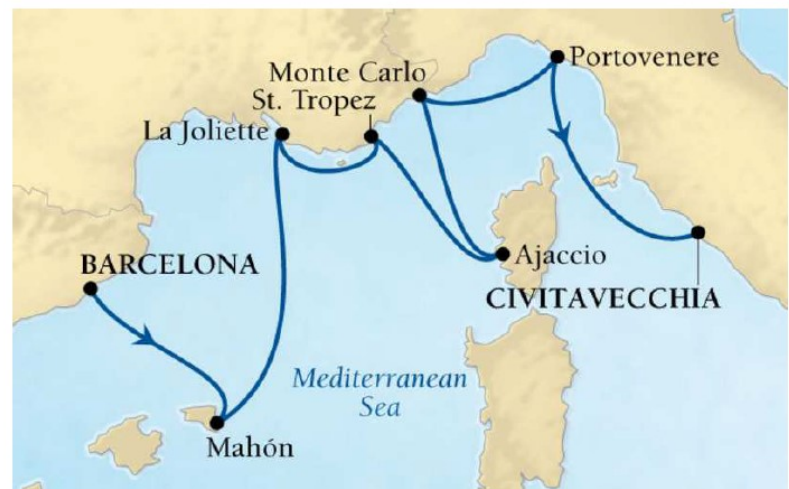 Portovenere
Monte Carlo
St. Tropez
La Joliette
BARCELONA
Ajaccio
CIVITAVECCHIA
Mediterranean
Sea
Mahón